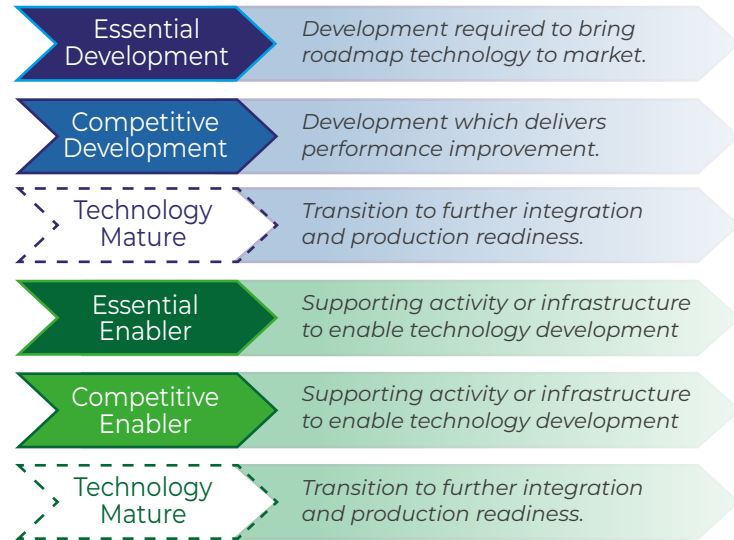 Essential
Development
Development required to bring
roadmap technology to market.
Competitive
Development
Development which delivers
performance improvement.
Technology
Mature
Transition to further integration
and production readiness.
Essential
Enabler
Supporting activity or infrastructure
to enable technology development
Competitive
Enabler
Supporting activity or infrastructure
to enable technology development
Technology
Mature
Transition to further integration
and production readiness.